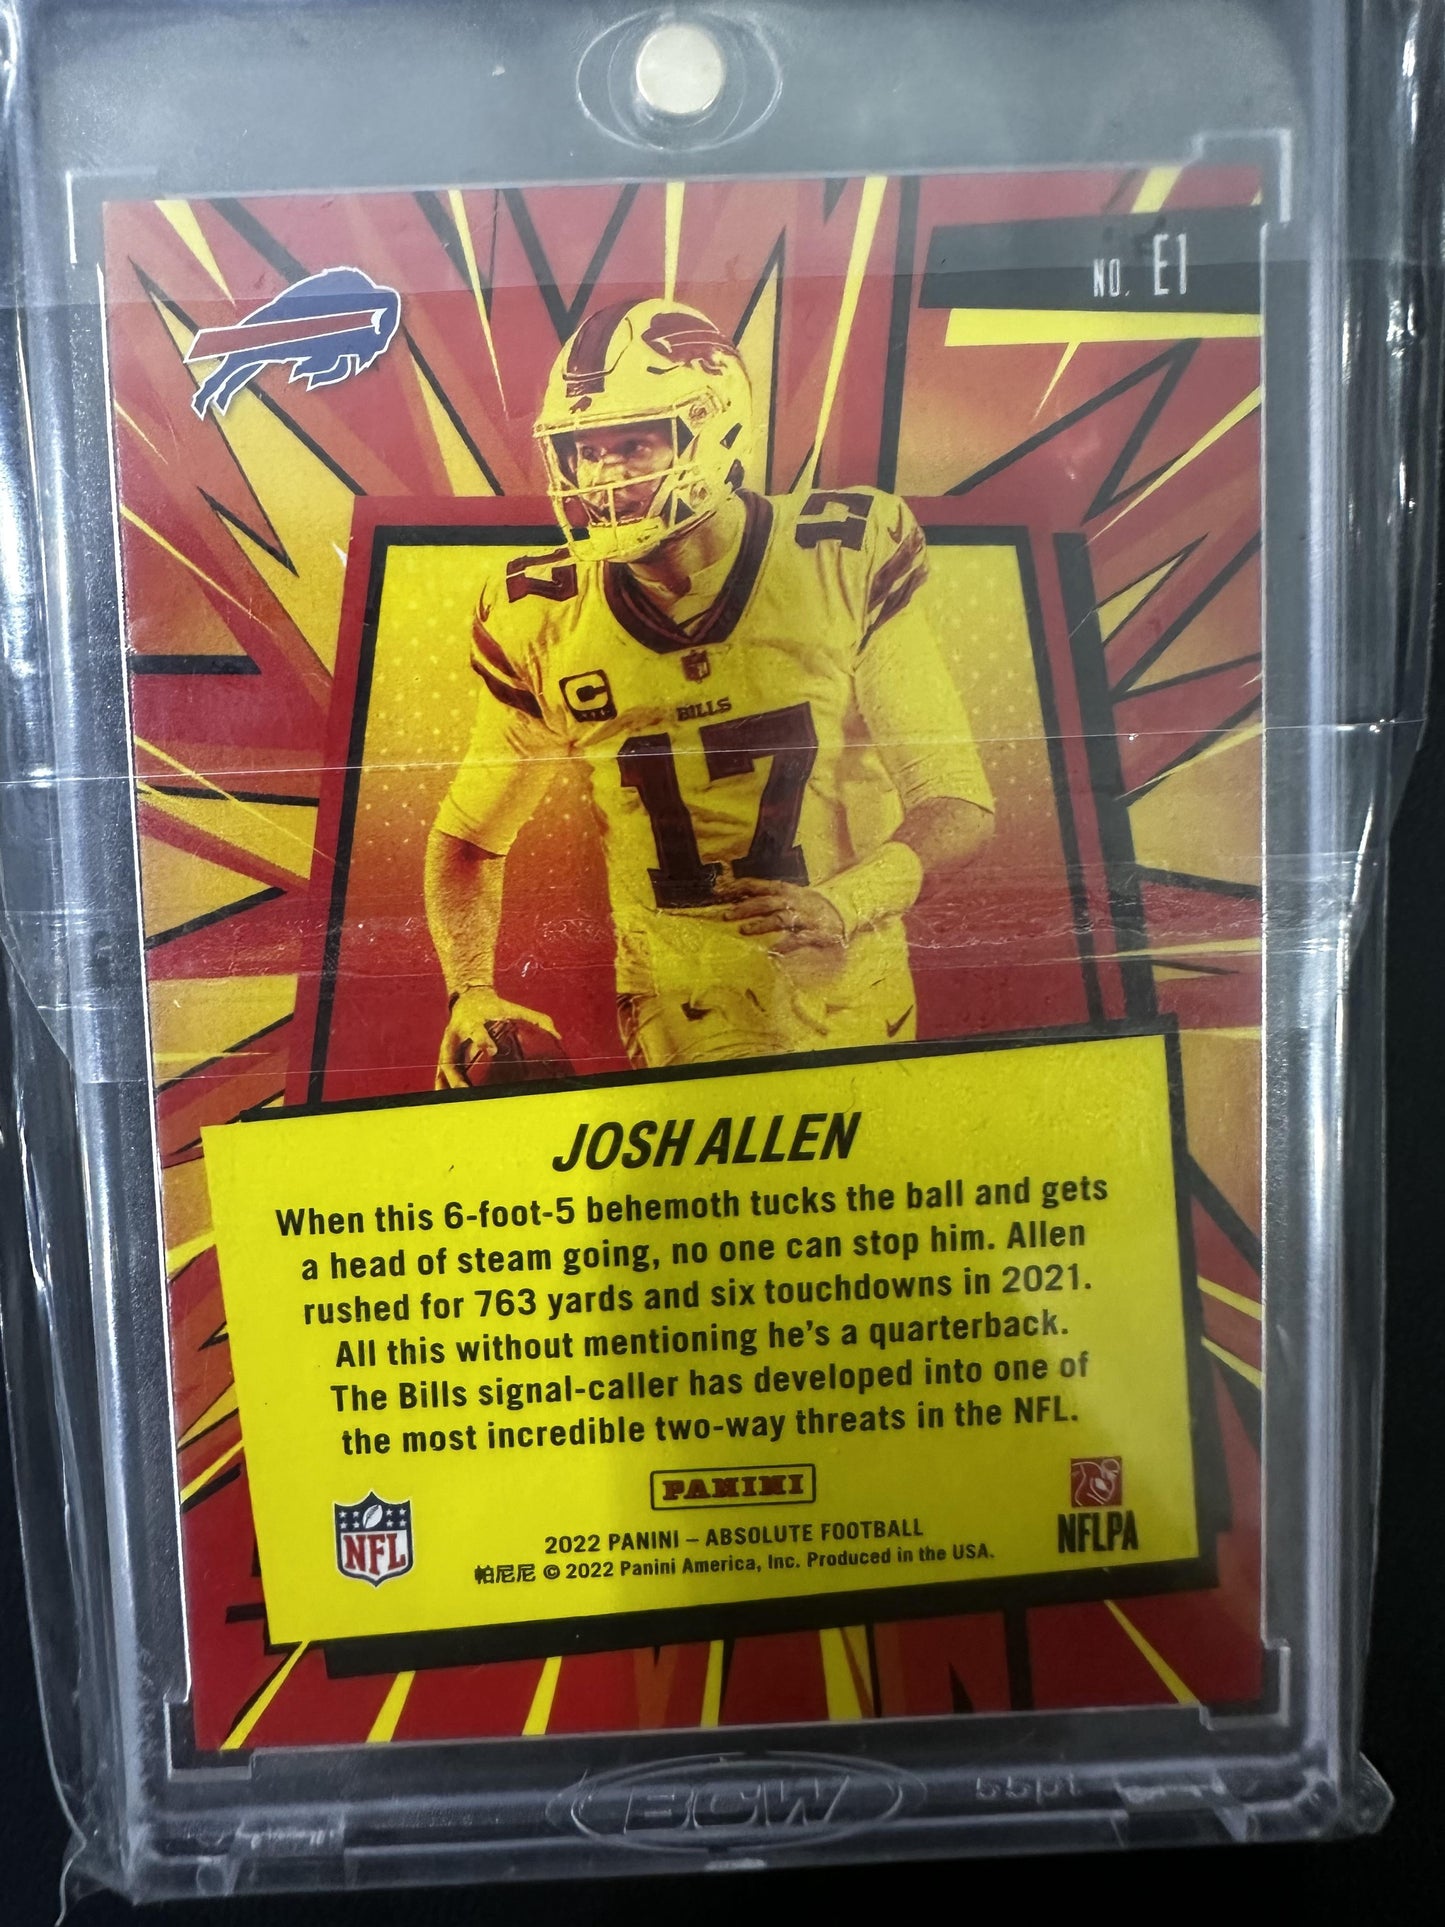 NO. E1
17
17
C
BILLS
17
JOSH ALLEN
When this 6-foot-5 behemoth tucks the ball and gets
a head of steam going, no one can stop him. Allen
rushed for 763 yards and six touchdowns in 2021.
All this without mentioning he's a quarterback.
The Bills signal-caller has developed into one of
the most incredible two-way threats in the NFL.
PANINI
NFL
NFLPA
2022 PANINI – ABSOLUTE FOOTBALL
帕尼尼 © 2022 Panini America, Inc. Produced in the USA.
BCW
55pt